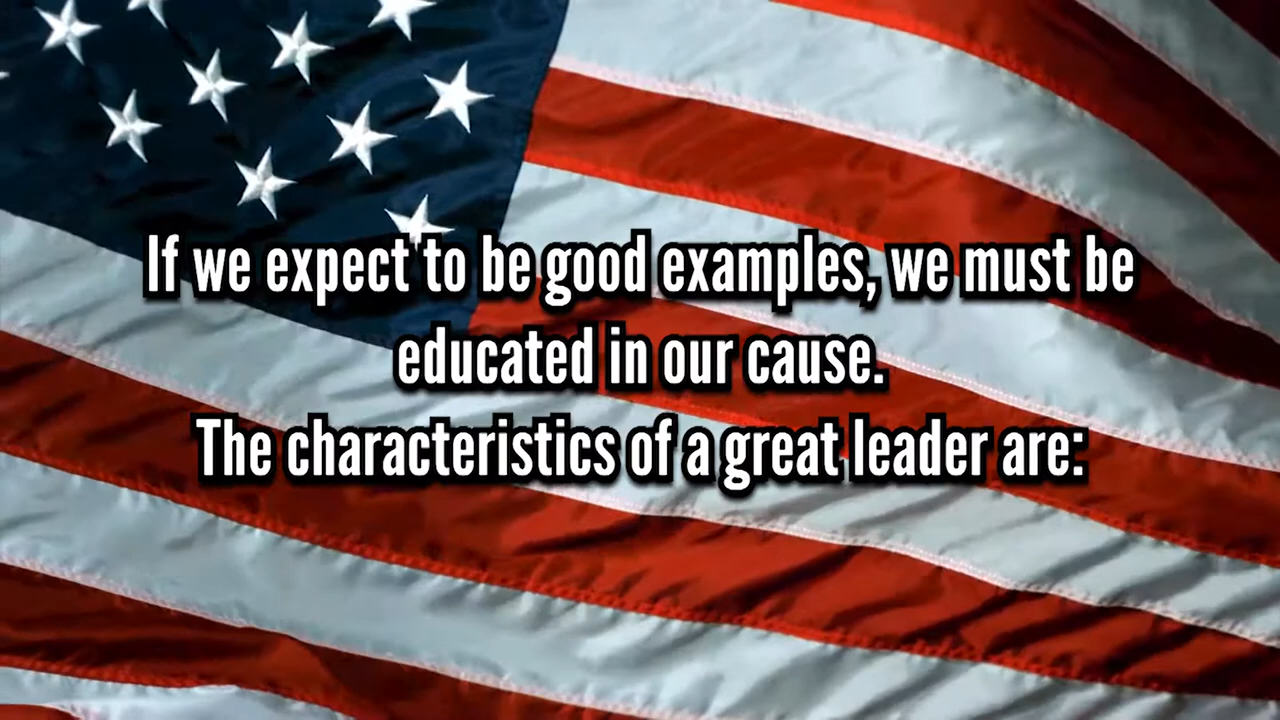 If we expect to be good examples, we must be
educated in our cause.
The characteristics of a great leader are: